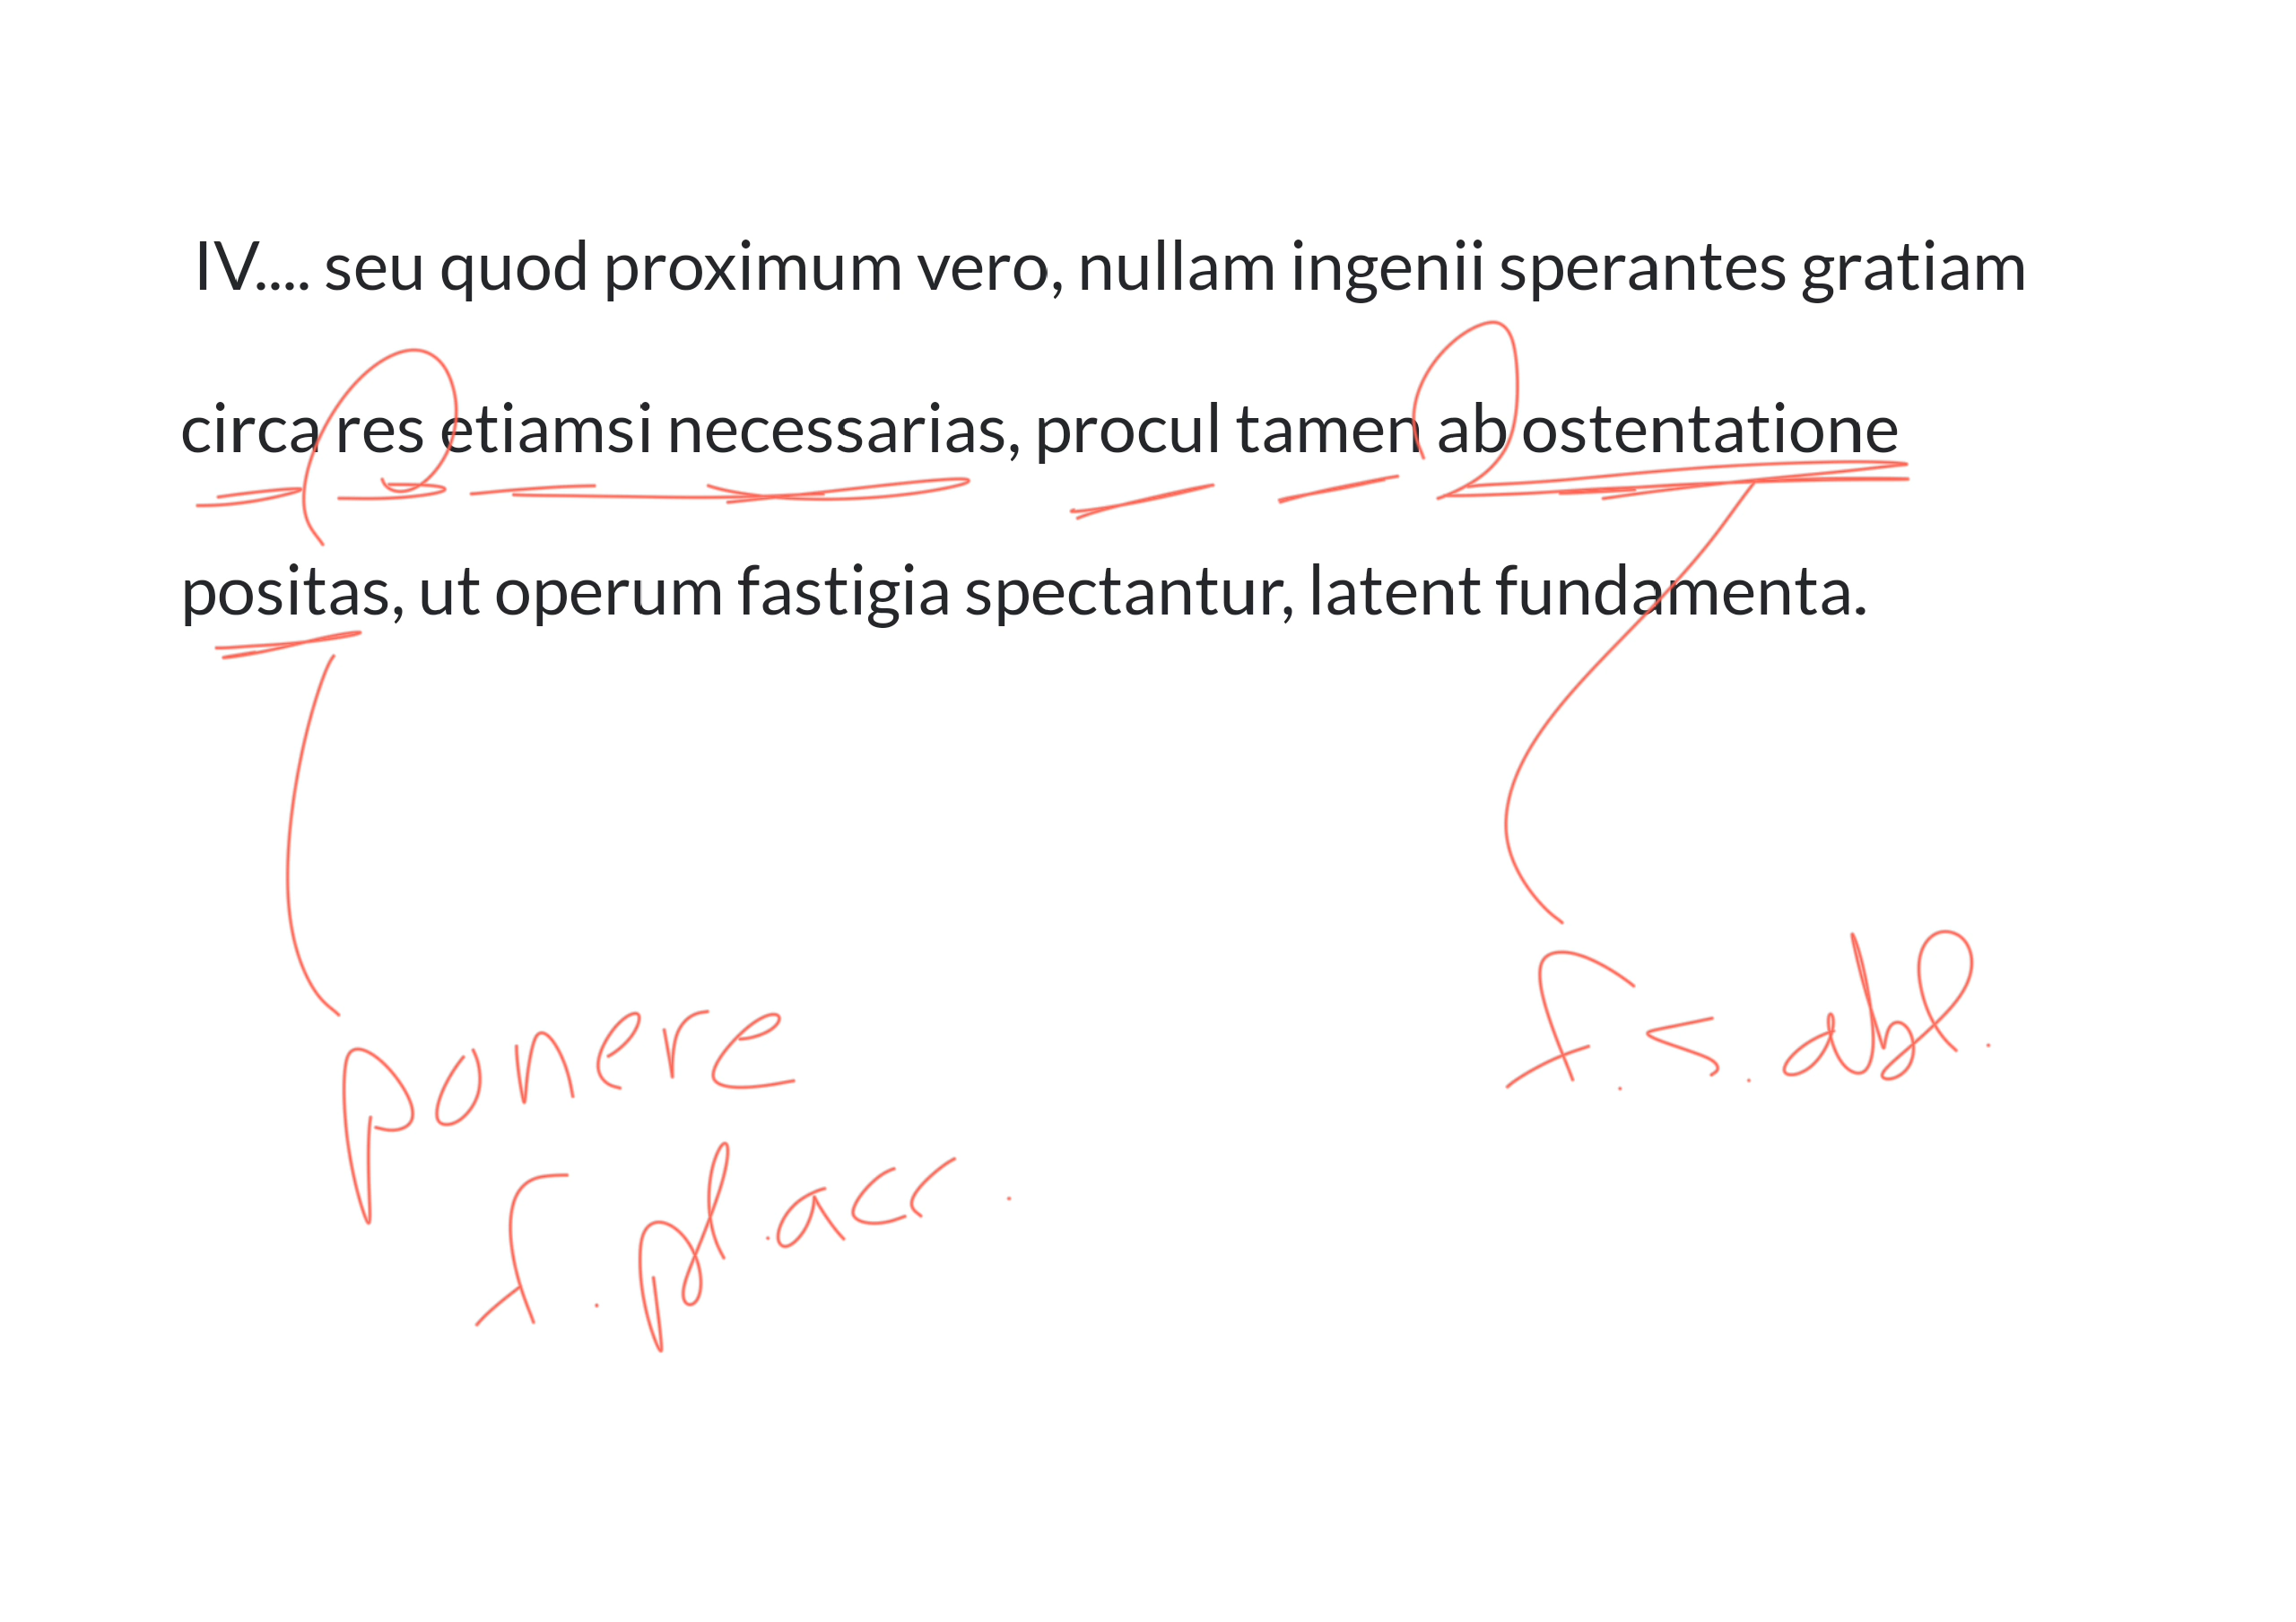 IV.... seu quod proximum vero, nullam ingenii sperantes gratiam
circa res etiamsi necessarias, procul tamen ab ostentatione
positas, ut operum fastigia spectantur, latent fundamenta.
ponere
f. pl. acc.
f. s. abl.